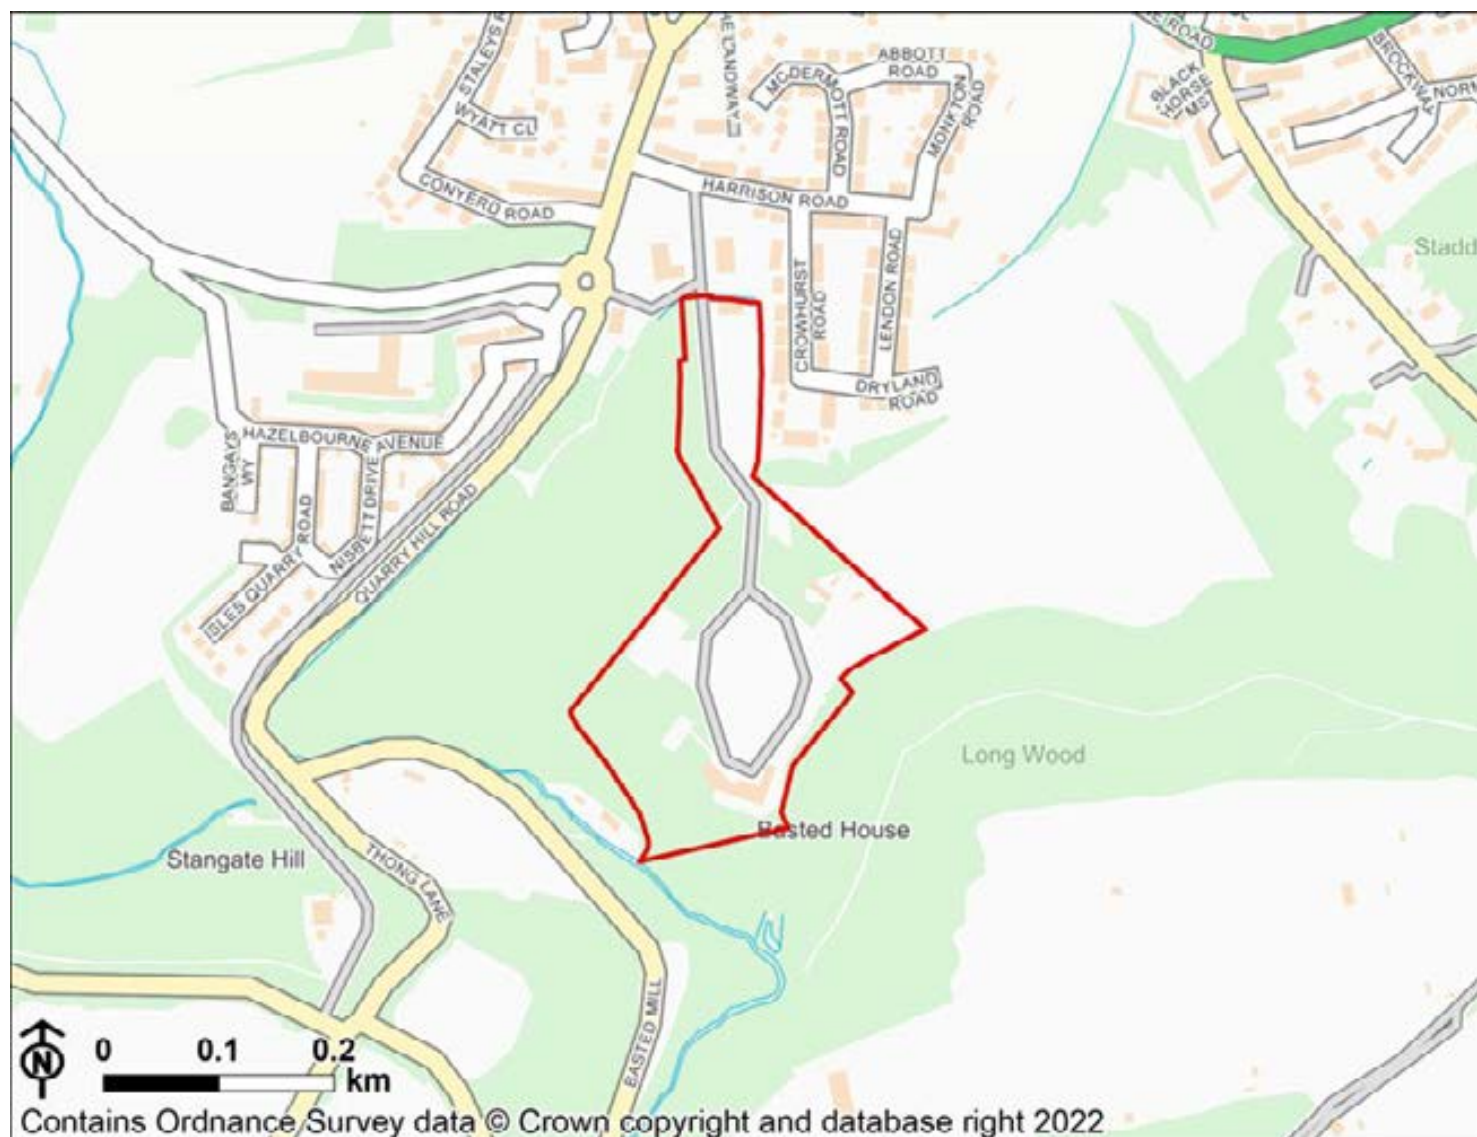 STALEYS R
WYATT CL
CONYERD ROAD
MCDERMOTT ROAD
ABBOTT
ROAD
MONKTON
ROAD
HARRISON ROAD
BLACK
HORSE
MS
BROCKWAY
NORM
CROWHURST
ROAD
LENDON ROAD
DRYLAND
ROAD
Stadd
BANGAYS
WY
HAZELBOURNE AVENUE
ISLES QUARRY ROAD
NISBETT DRIVE
QUARRY HILL ROAD
Long Wood
Basted House
Stangate Hill
THONG LANE
BASTED MILL
N
0 0.1 0.2
km
Contains Ordnance Survey data © Crown copyright and database right 2022